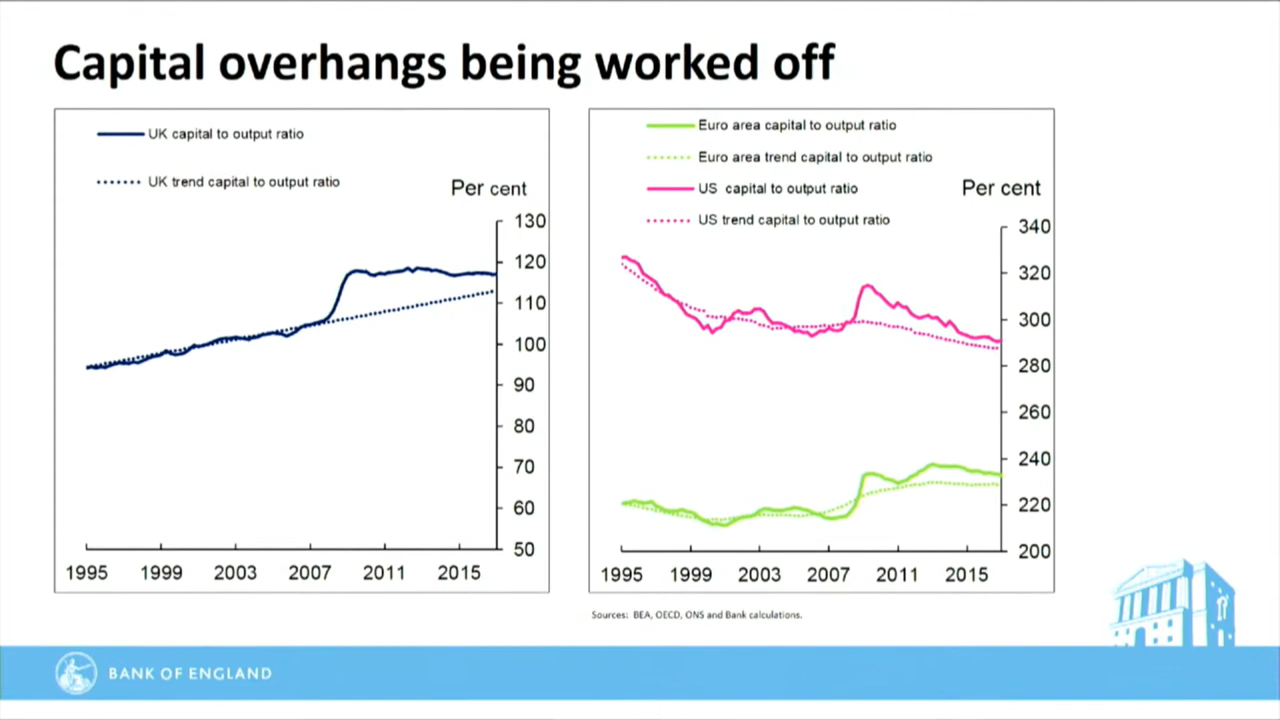 Capital overhangs being worked off
UK capital to output ratio
UK trend capital to output ratio
Per cent
130
120
110
100
90
80
70
60
50
1995 1999 2003 2007 2011 2015
Euro area capital to output ratio
Euro area trend capital to output ratio
US capital to output ratio
US trend capital to output ratio
Per cent
340
320
300
280
260
240
220
200
1995 1999 2003 2007 2011 2015
Sources: BEA, OECD, ONS and Bank calculations.
BANK OF ENGLAND